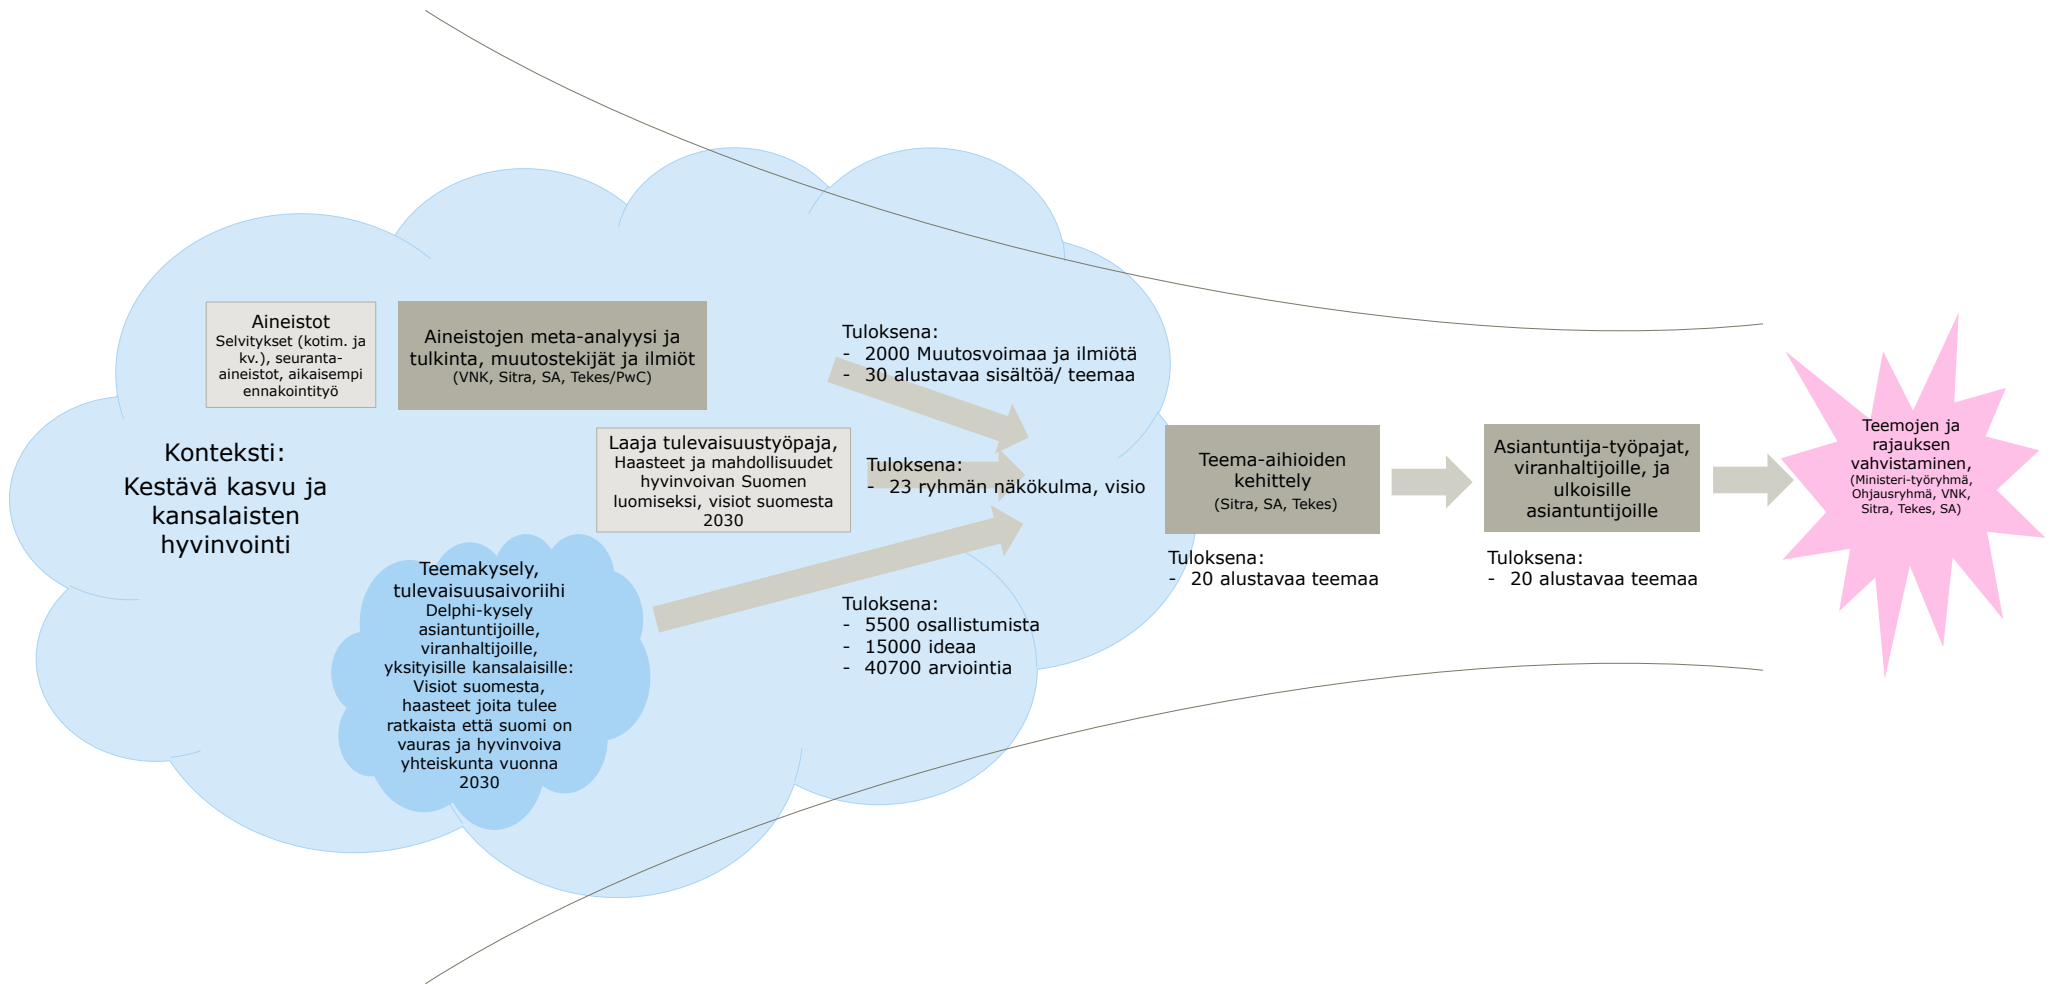 Aineistot
Selvitykset (kotim. ja
kv.), seuranta-
aineistot, aikaisempi
ennakointityö
Aineistojen meta-analyysi ja
tulkinta, muutostekijät ja ilmiöt
(VNK, Sitra, SA, Tekes/PwC)
Tuloksena:
- 2000 Muutosvoimaa ja ilmiötä
- 30 alustavaa sisältöä/ teemaa
Konteksti:
Kestävä kasvu ja
kansalaisten
hyvinvointi
Laaja tulevaisuustyöpaja,
Haasteet ja mahdollisuudet
hyvinvoivan Suomen
luomiseksi, visiot suomesta
2030
Tuloksena:
- 23 ryhmän näkökulma, visio
Teemakysely,
tulevaisuusaivoriihi
Delphi-kysely
asiantuntijoille,
viranhaltijoille,
yksityisille kansalaisille:
Visiot suomesta,
haasteet joita tulee
ratkaista että suomi on
vauras ja hyvinvoiva
yhteiskunta vuonna
2030
Tuloksena:
- 5500 osallistumista
- 15000 ideaa
- 40700 arviointia
Teema-aihioiden
kehittely
(Sitra, SA, Tekes)
Tuloksena:
- 20 alustavaa teemaa
Asiantuntija-työpajat,
viranhaltijoille, ja
ulkoisille
asiantuntijoille
Tuloksena:
- 20 alustavaa teemaa
Teemojen ja
rajauksen
vahvistaminen,
(Ministeri-työryhmä,
Ohjausryhmä, VNK,
Sitra, Tekes, SA)